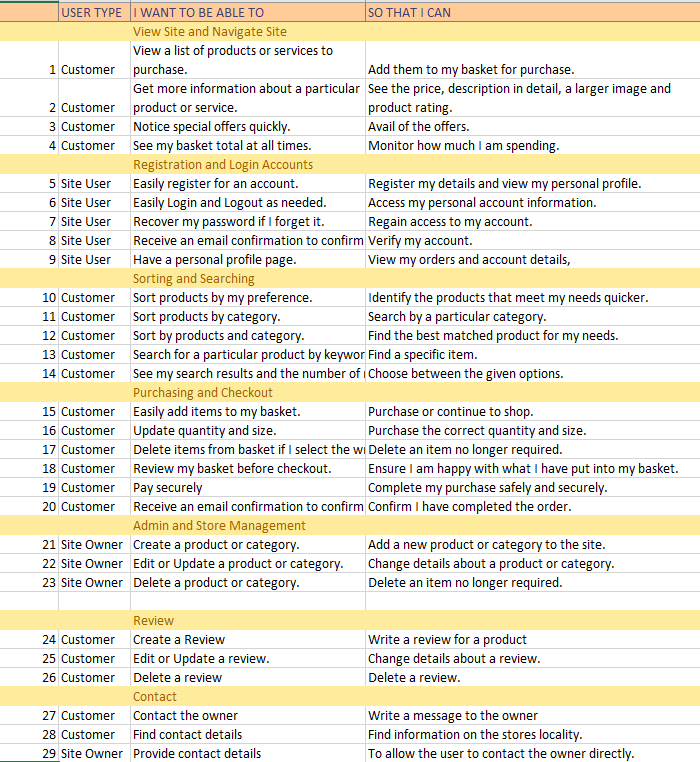 USER TYPE I WANT TO BE ABLE TO SO THAT I CAN
View Site and Navigate Site
View a list of products or services to
1 Customer purchase. Add them to my basket for purchase.
Get more information about a particular See the price, description in detail, a larger image and
2 Customer product or service. product rating.
3 Customer Notice special offers quickly. Avail of the offers.
4 Customer See my basket total at all times. Monitor how much I am spending.
Registration and Login Accounts
5 Site User Easily register for an account. Register my details and view my personal profile.
6 Site User Easily Login and Logout as needed. Access my personal account information.
7 Site User Recover my password if I forget it. Regain access to my account.
8 Site User Receive an email confirmation to confirm Verify my account.
9 Site User Have a personal profile page. View my orders and account details,
Sorting and Searching
10 Customer Sort products by my preference. Identify the products that meet my needs quicker.
11 Customer Sort products by category. Search by a particular category.
12 Customer Sort by products and category. Find the best matched product for my needs.
13 Customer Search for a particular product by keywor Find a specific item.
14 Customer See my search results and the number of Choose between the given options.
Purchasing and Checkout
15 Customer Easily add items to my basket. Purchase or continue to shop.
16 Customer Update quantity and size. Purchase the correct quantity and size.
17 Customer Delete items from basket if I select the w Delete an item no longer required.
18 Customer Review my basket before checkout. Ensure I am happy with what I have put into my basket.
19 Customer Pay securely Complete my purchase safely and securely.
20 Customer Receive an email confirmation to confirm Confirm I have completed the order.
Admin and Store Management
21 Site Owner Create a product or category. Add a new product or category to the site.
22 Site Owner Edit or Update a product or category. Change details about a product or category.
23 Site Owner Delete a product or category. Delete an item no longer required.
Review
24 Customer Create a Review Write a review for a product
25 Customer Edit or Update a review. Change details about a review.
26 Customer Delete a review Delete a review.
Contact
27 Customer Contact the owner Write a message to the owner
28 Customer Find contact details Find information on the stores locality.
29 Site Owner Provide contact details To allow the user to contact the owner directly.